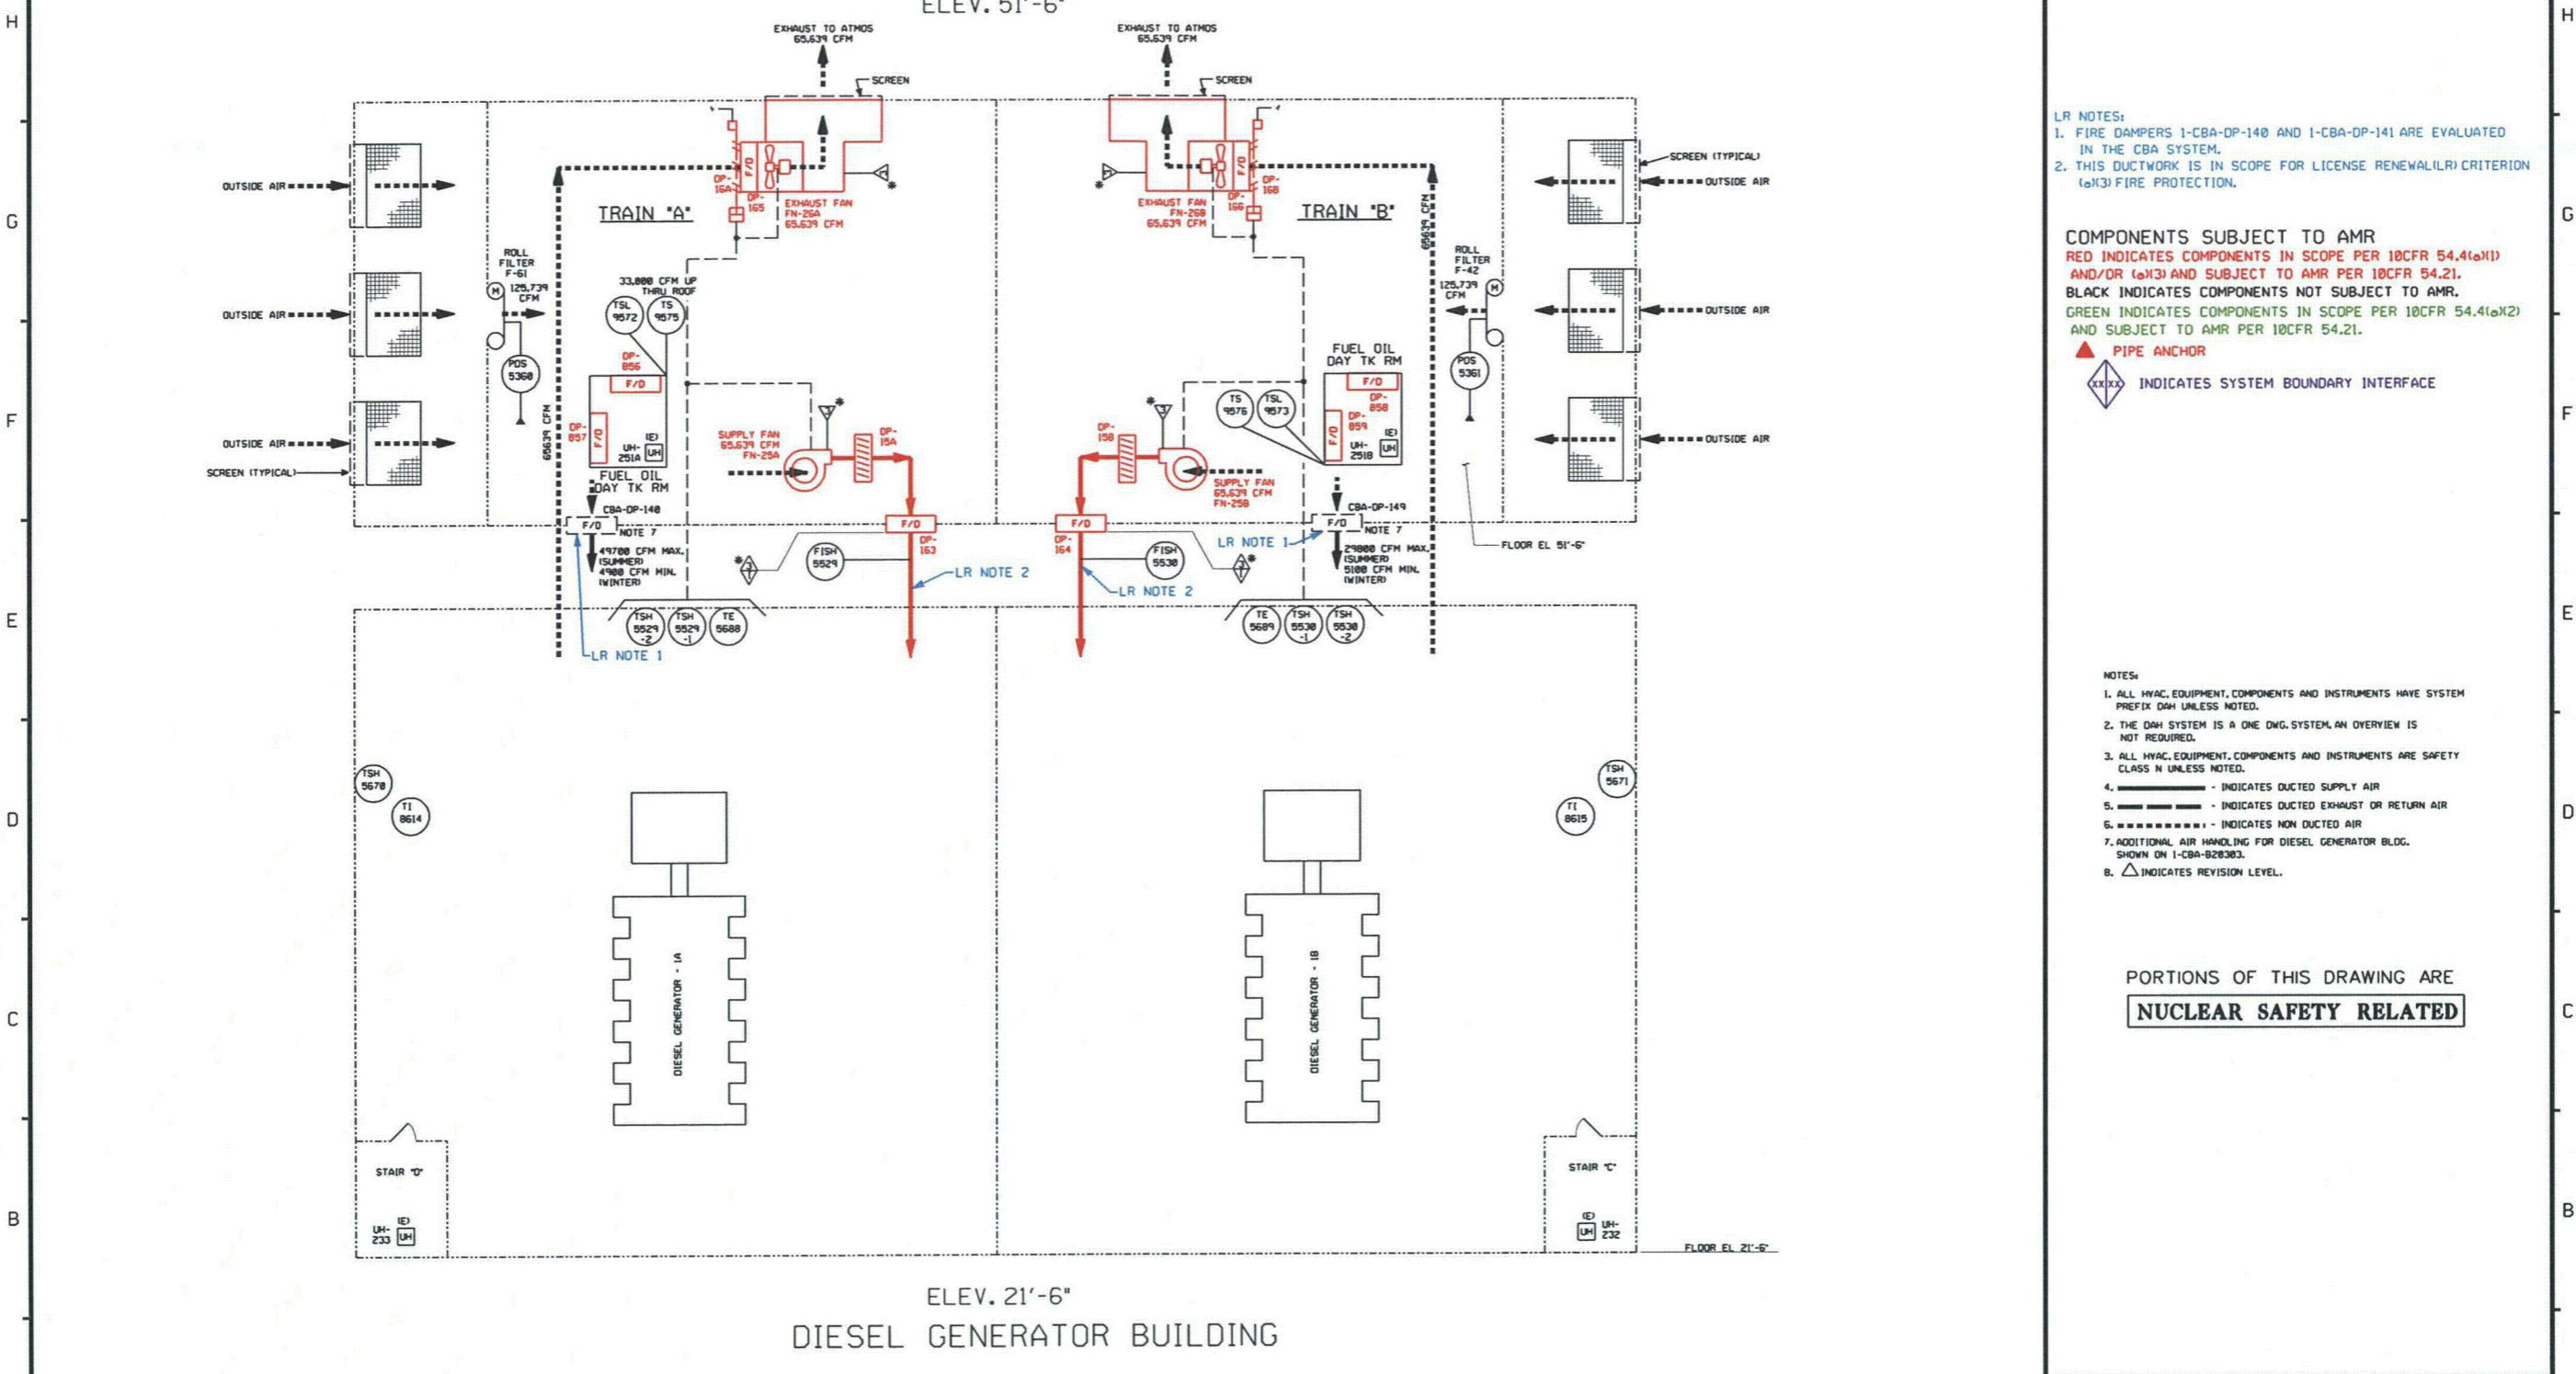 ELEV. 51'-6"
H
H
EXHAUST TO ATMOS
65,639 CFM
EXHAUST TO ATMOS
65,639 CFM
SCREEN
SCREEN
G
G
OUTSIDE AIR
TRAIN "A"
F/D
DP-
16A
DP-
165
EXHAUST FAN
FN-26A
65,639 CFM
EXHAUST FAN
FN-26B
65,639 CFM
F/D
DP-
166
DP-
16B
TRAIN "B"
65639 CFM
SCREEN (TYPICAL)
OUTSIDE AIR
ROLL
FILTER
F-61
M
125,739
CFM
OUTSIDE AIR
POS
5360
33,000 CFM UP
THRU ROOF
TSL
9572
TS
9575
ROLL
FILTER
F-42
125,739
CFM
M
POS
5361
OUTSIDE AIR
F
F
OUTSIDE AIR
SCREEN (TYPICAL)
65639 CFM
DP-
856
F/D
DP-
857
F/D
(E)
UH-
251A
UH
FUEL OIL
DAY TK RM
SUPPLY FAN
65,639 CFM
FN-25A
3
*
DP-
15A
DP-
15B
3
*
SUPPLY FAN
65,639 CFM
FN-25B
TS
9576
TSL
9573
FUEL OIL
DAY TK RM
F/D
DP-
858
DP-
859
F/D
(E)
UH-
251B
UH
OUTSIDE AIR
CBA-DP-140
F/D
NOTE 7
49700 CFM MAX.
(SUMMER)
4900 CFM MIN.
(WINTER)
LR NOTE 1
F/D
DP-
163
FISH
5529
LR NOTE 2
F/D
DP-
164
FISH
5530
LR NOTE 2
LR NOTE 1
CBA-DP-149
F/D
NOTE 7
29800 CFM MAX.
(SUMMER)
5100 CFM MIN.
(WINTER)
FLOOR EL 51'-6"
E
E
TSH
5529
-2
TSH
5529
-1
TE
5688
TE
5689
TSH
5530
-1
TSH
5530
-2
D
D
TSH
5670
TI
8614
TSH
5671
TI
8615
C
C
DIESEL GENERATOR - 1A
DIESEL GENERATOR - 1B
B
B
STAIR "D"
(E)
UH-
233
UH
STAIR "C"
(E)
UH
UH-
232
FLOOR EL 21'-6"
ELEV. 21'-6"
DIESEL GENERATOR BUILDING
LR NOTES:
1. FIRE DAMPERS 1-CBA-DP-140 AND 1-CBA-DP-141 ARE EVALUATED
IN THE CBA SYSTEM.
2. THIS DUCTWORK IS IN SCOPE FOR LICENSE RENEWAL(LR) CRITERION
(a)(3) FIRE PROTECTION.
COMPONENTS SUBJECT TO AMR
RED INDICATES COMPONENTS IN SCOPE PER 10CFR 54.4(a)(1)
AND/OR (a)(3) AND SUBJECT TO AMR PER 10CFR 54.21.
BLACK INDICATES COMPONENTS NOT SUBJECT TO AMR.
GREEN INDICATES COMPONENTS IN SCOPE PER 10CFR 54.4(a)(2)
AND SUBJECT TO AMR PER 10CFR 54.21.
PIPE ANCHOR
XX XX INDICATES SYSTEM BOUNDARY INTERFACE
NOTES:
1. ALL HVAC, EQUIPMENT, COMPONENTS AND INSTRUMENTS HAVE SYSTEM
PREFIX DAH UNLESS NOTED.
2. THE DAH SYSTEM IS A ONE DWG. SYSTEM, AN OVERVIEW IS
NOT REQUIRED.
3. ALL HVAC, EQUIPMENT, COMPONENTS AND INSTRUMENTS ARE SAFETY
CLASS N UNLESS NOTED.
4. - INDICATES DUCTED SUPPLY AIR
5. - INDICATES DUCTED EXHAUST OR RETURN AIR
6. - INDICATES NON DUCTED AIR
7. ADDITIONAL AIR HANDLING FOR DIESEL GENERATOR BLDG.
SHOWN ON 1-CBA-B20303.
8. INDICATES REVISION LEVEL.
PORTIONS OF THIS DRAWING ARE
NUCLEAR SAFETY RELATED